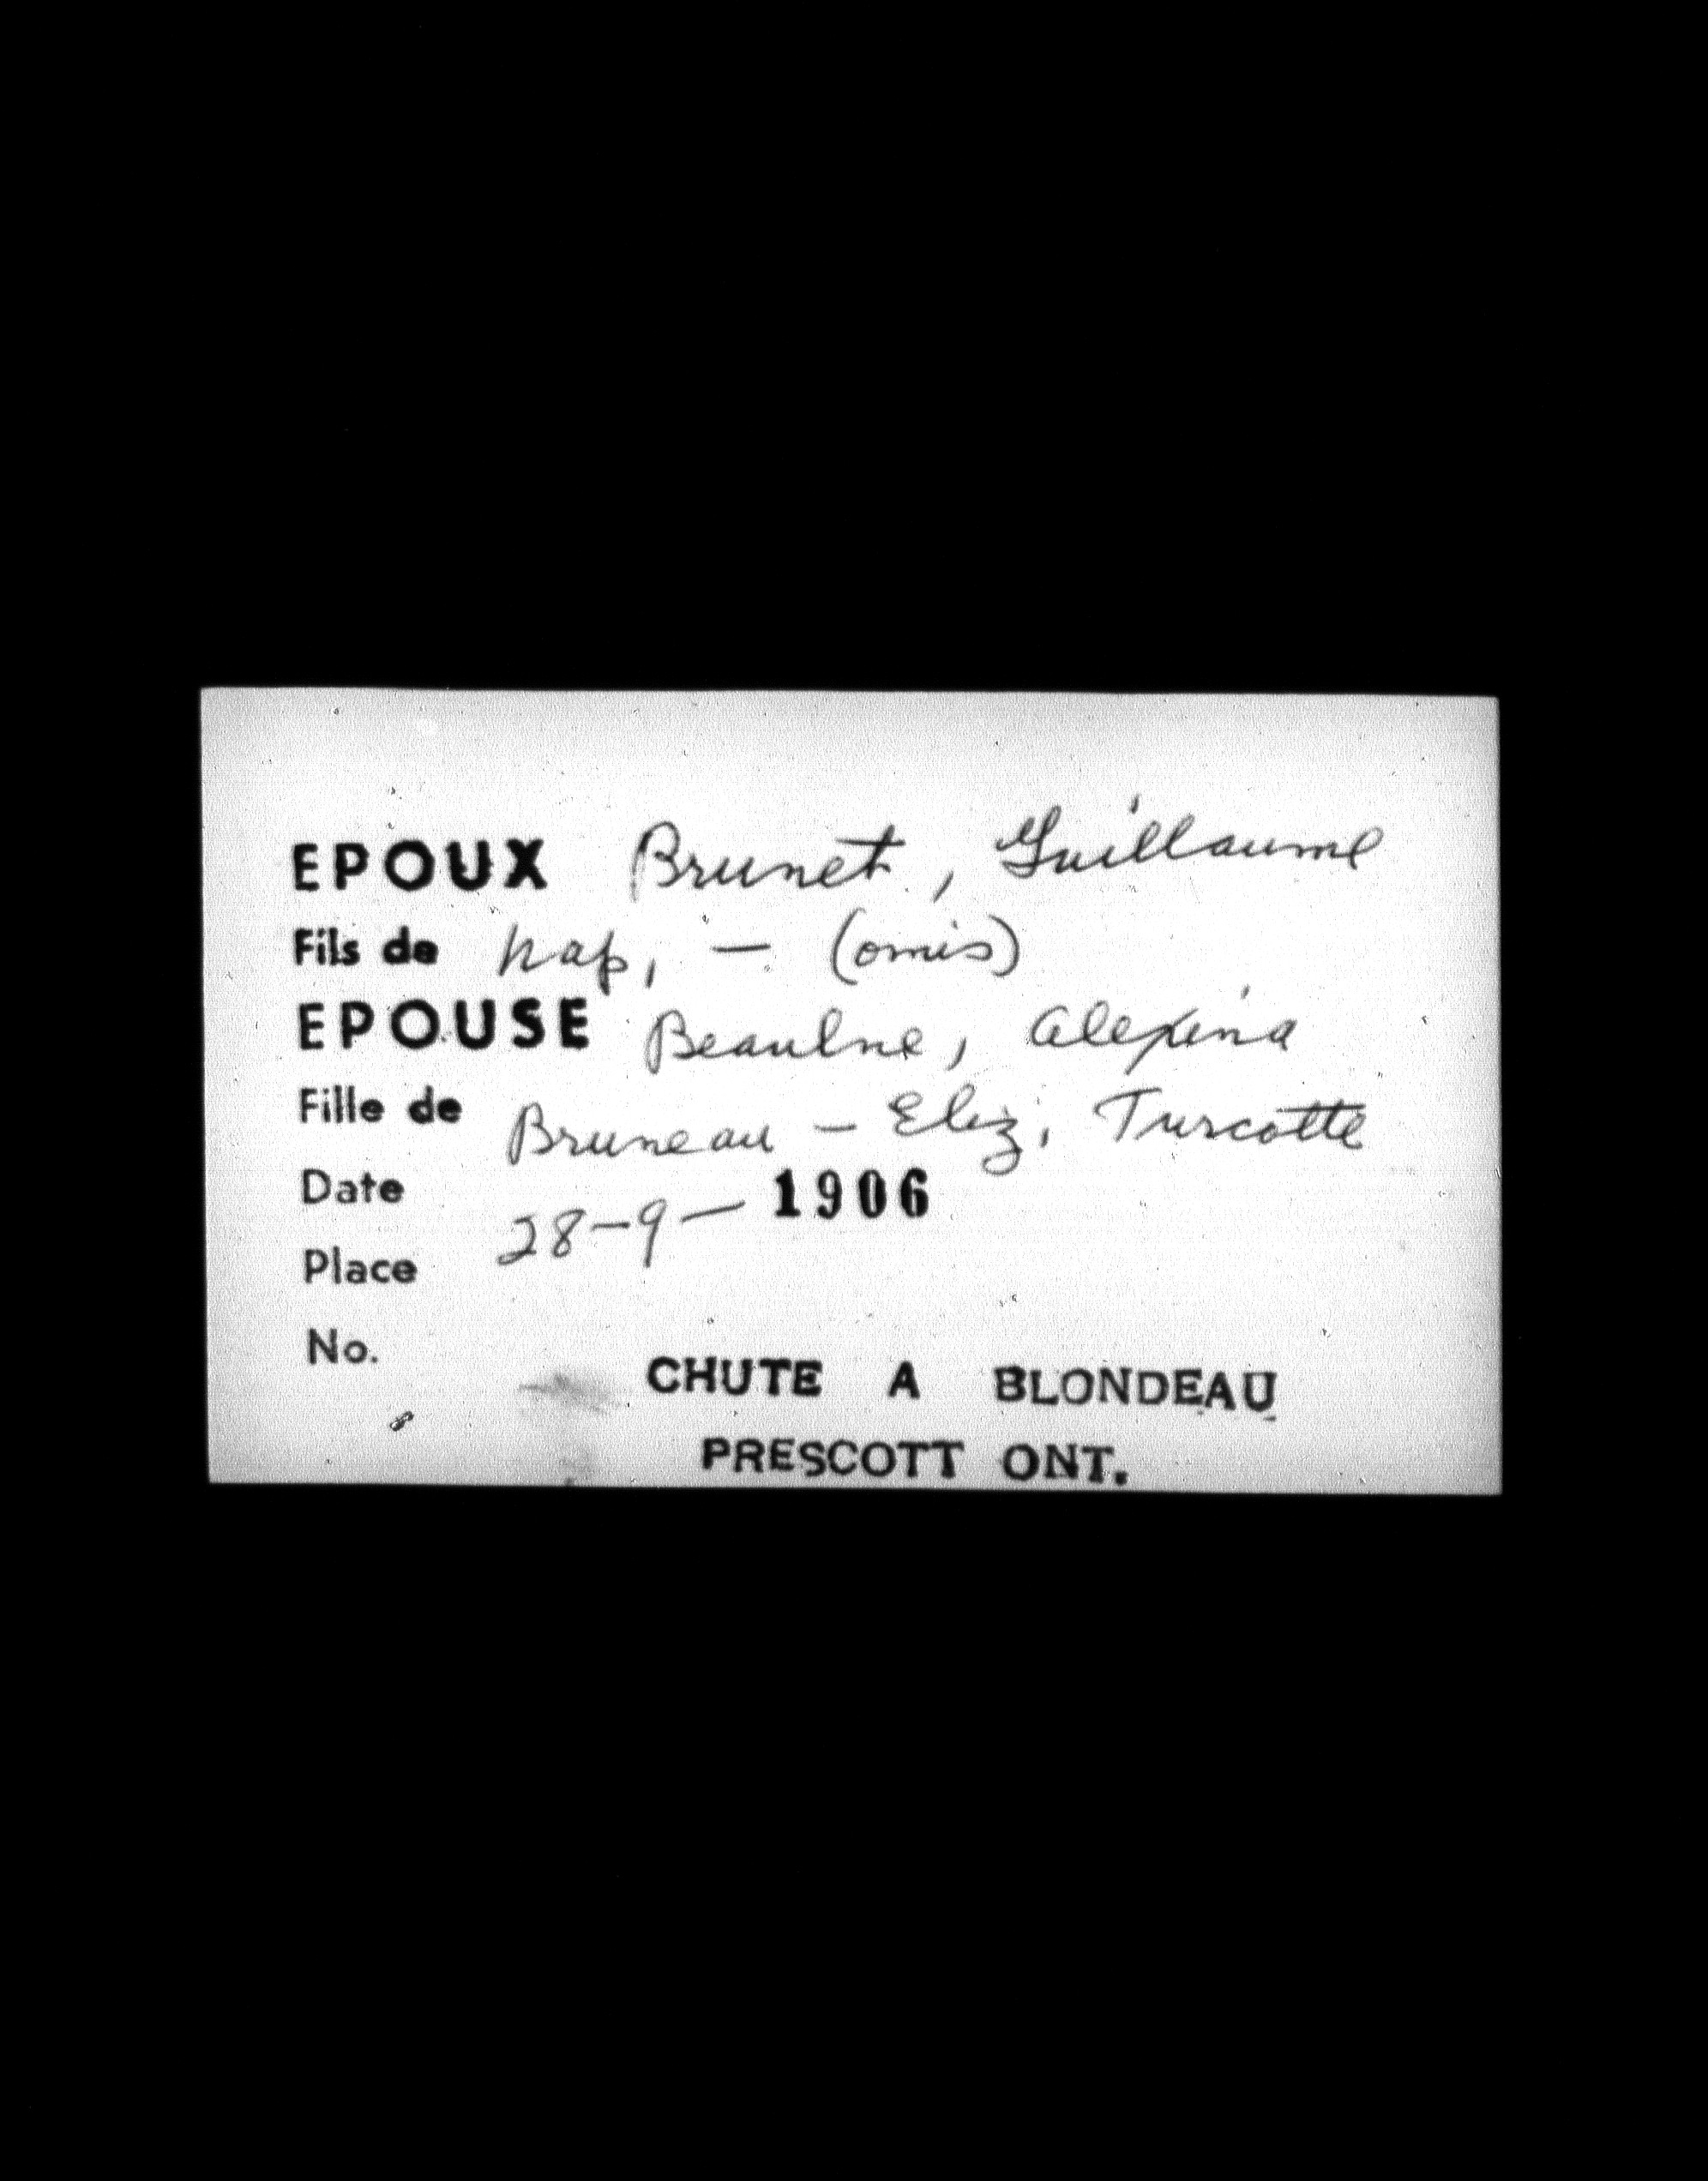 EPOUX Brunet, Guillaume
Fils de Nap, - (omis)
EPOUSE Beaulne, Alexina
Fille de Bruneau - Eliz, Turcotte
Date 28-9-1906
Place
No.
CHUTE A BLONDEAU
PRESCOTT ONT.